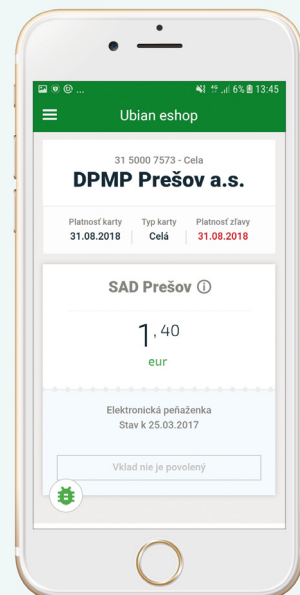 ... 4G 6% 13:45
Ubian eshop
31 5000 7573 - Cela
DPMP Prešov a.s.
Platnosť karty Typ karty Platnosť zľavy
31.08.2018 Celá 31.08.2018
SAD Prešov
1,40
eur
Elektronická peňaženka
Stav k 25.03.2017
Vklad nie je povolený